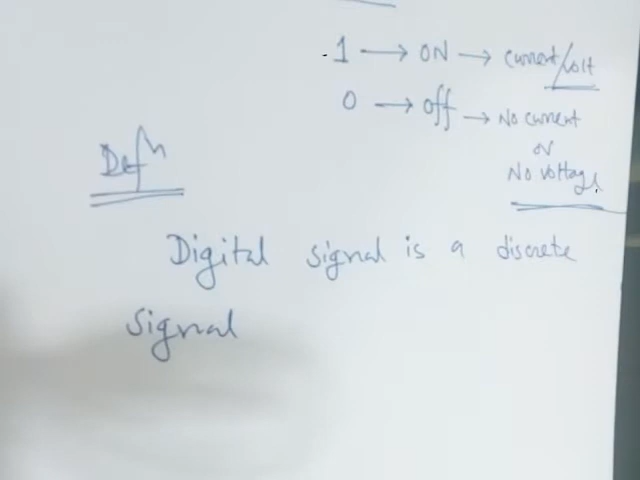 1 → ON → current/volt
0 → off → No current
or
No voltage
Defn
Digital signal is a discrete
signal